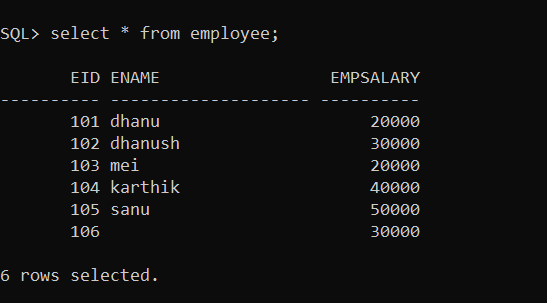 SQL> select * from employee;
EID ENAME EMPSALARY
---------- -------------------- ----------
101 dhanu 20000
102 dhanush 30000
103 mei 20000
104 karthik 40000
105 sanu 50000
106 30000
6 rows selected.